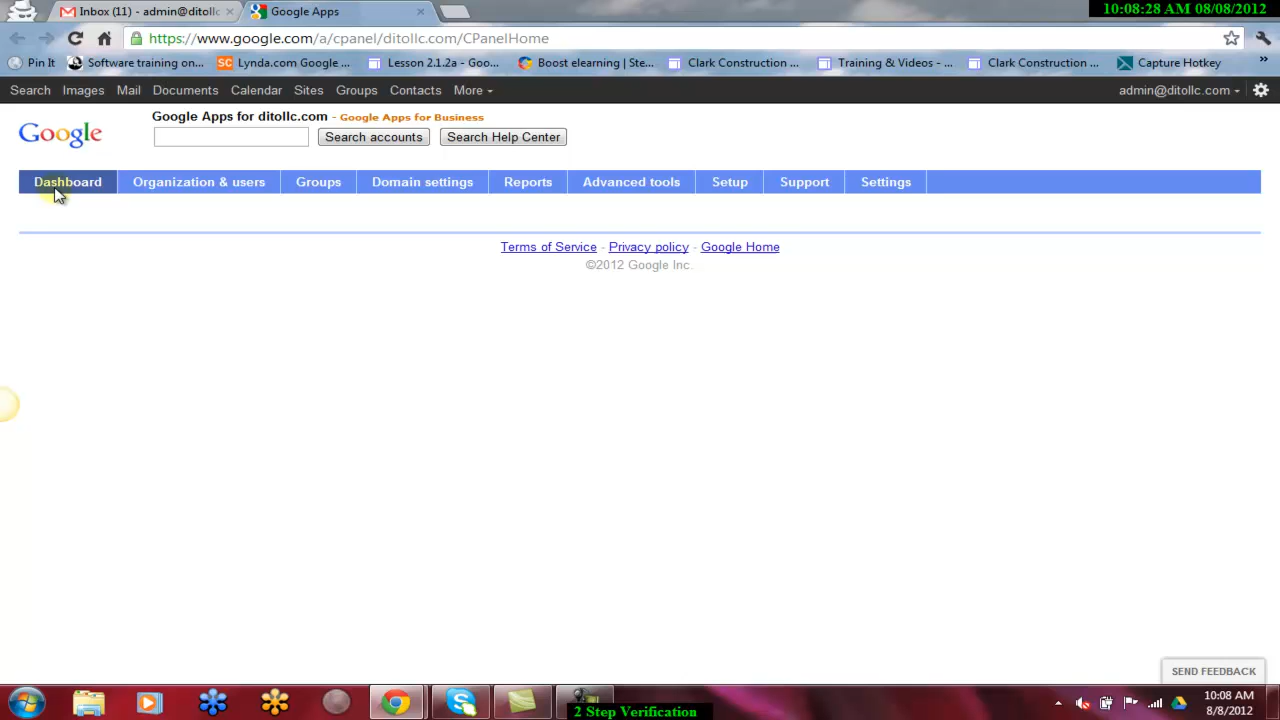 Inbox (11) - admin@ditollc
Google Apps
10:08:28 AM 08/08/2012
https://www.google.com/a/cpanel/ditollc.com/CPanelHome
Pin It
Software training on...
SC Lynda.com Google ...
Lesson 2.1.2a - Goo...
Boost elearning | Ste...
Clark Construction ...
Training & Videos - ...
Clark Construction ...
Capture Hotkey
»
Search Images Mail Documents Calendar Sites Groups Contacts More
admin@ditollc.com
Google
Google Apps for ditollc.com - Google Apps for Business
Search accounts
Search Help Center
Dashboard
Organization & users
Groups
Domain settings
Reports
Advanced tools
Setup
Support
Settings
Terms of Service - Privacy policy - Google Home
©2012 Google Inc.
SEND FEEDBACK
10:08 AM
8/8/2012
2 Step Verification